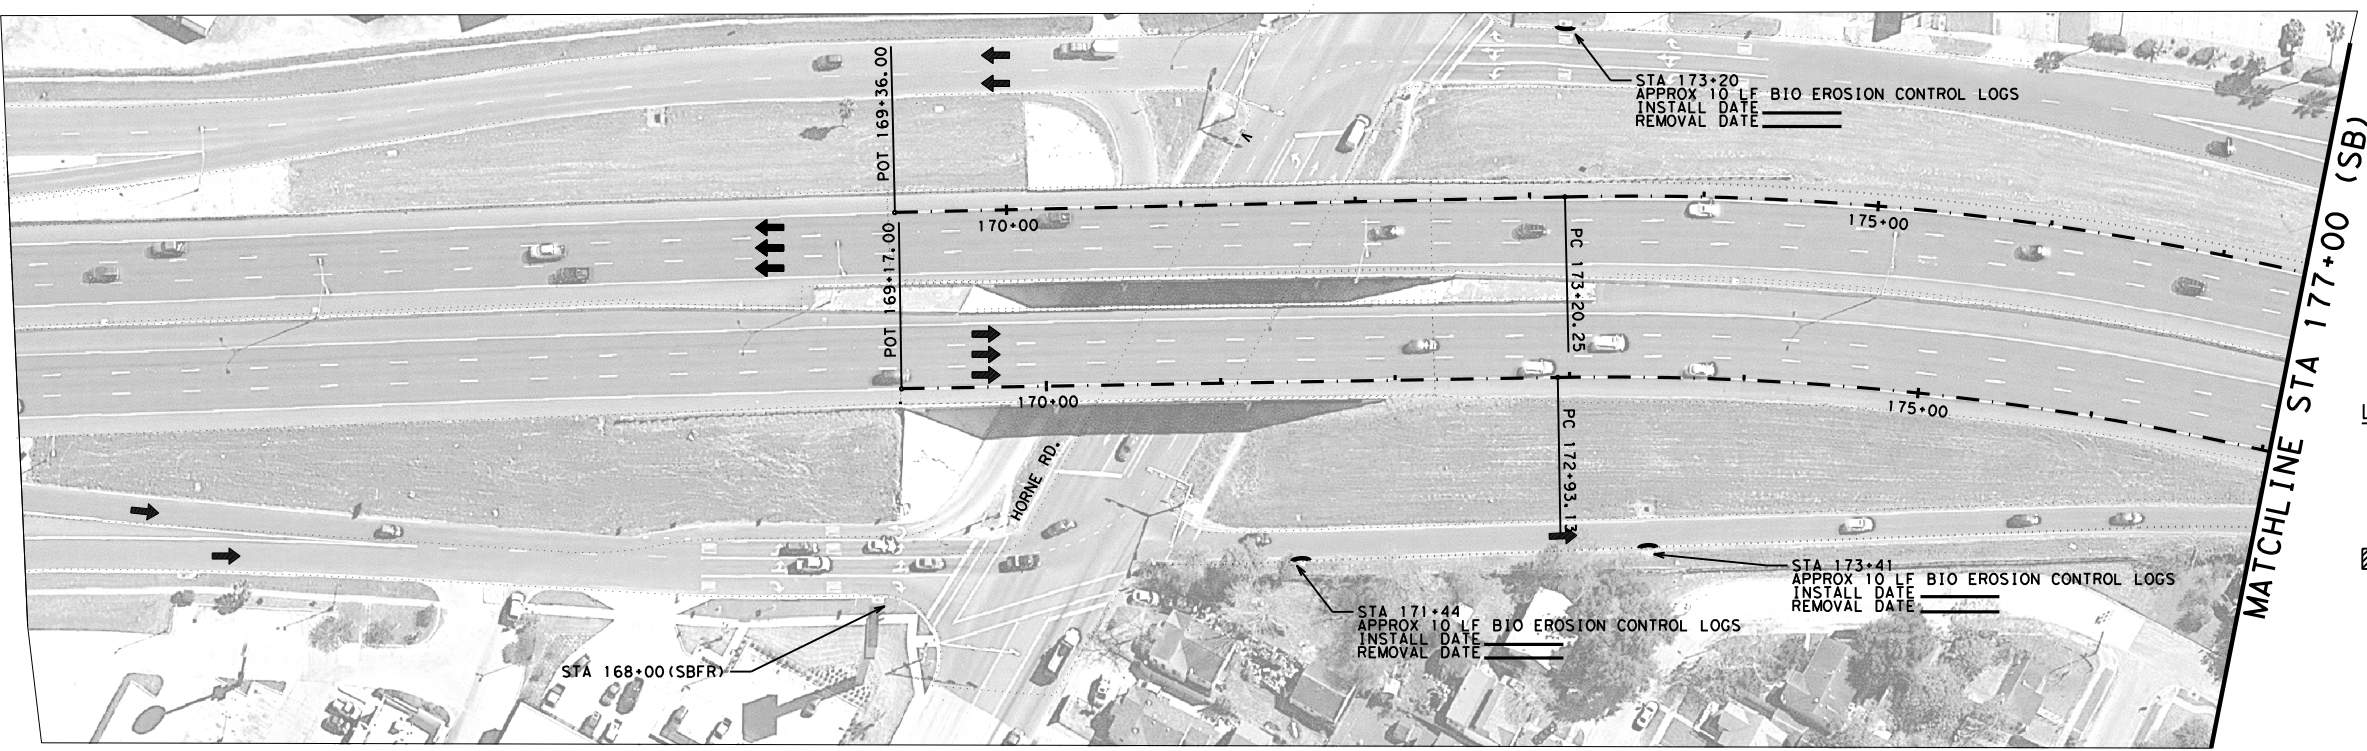 STA 173+20
APPROX 10 LF BIO EROSION CONTROL LOGS
INSTALL DATE
REMOVAL DATE
POT 169+36.00
170+00
175+00
PC 173+20.25
POT 169+17.00
170+00
175+00
PC 172+93.13
HORNE RD.
STA 173+41
APPROX 10 LF BIO EROSION CONTROL LOGS
INSTALL DATE
REMOVAL DATE
STA 171+44
APPROX 10 LF BIO EROSION CONTROL LOGS
INSTALL DATE
REMOVAL DATE
STA 168+00(SBFR)
MATCHLINE STA 177+00 (SB)